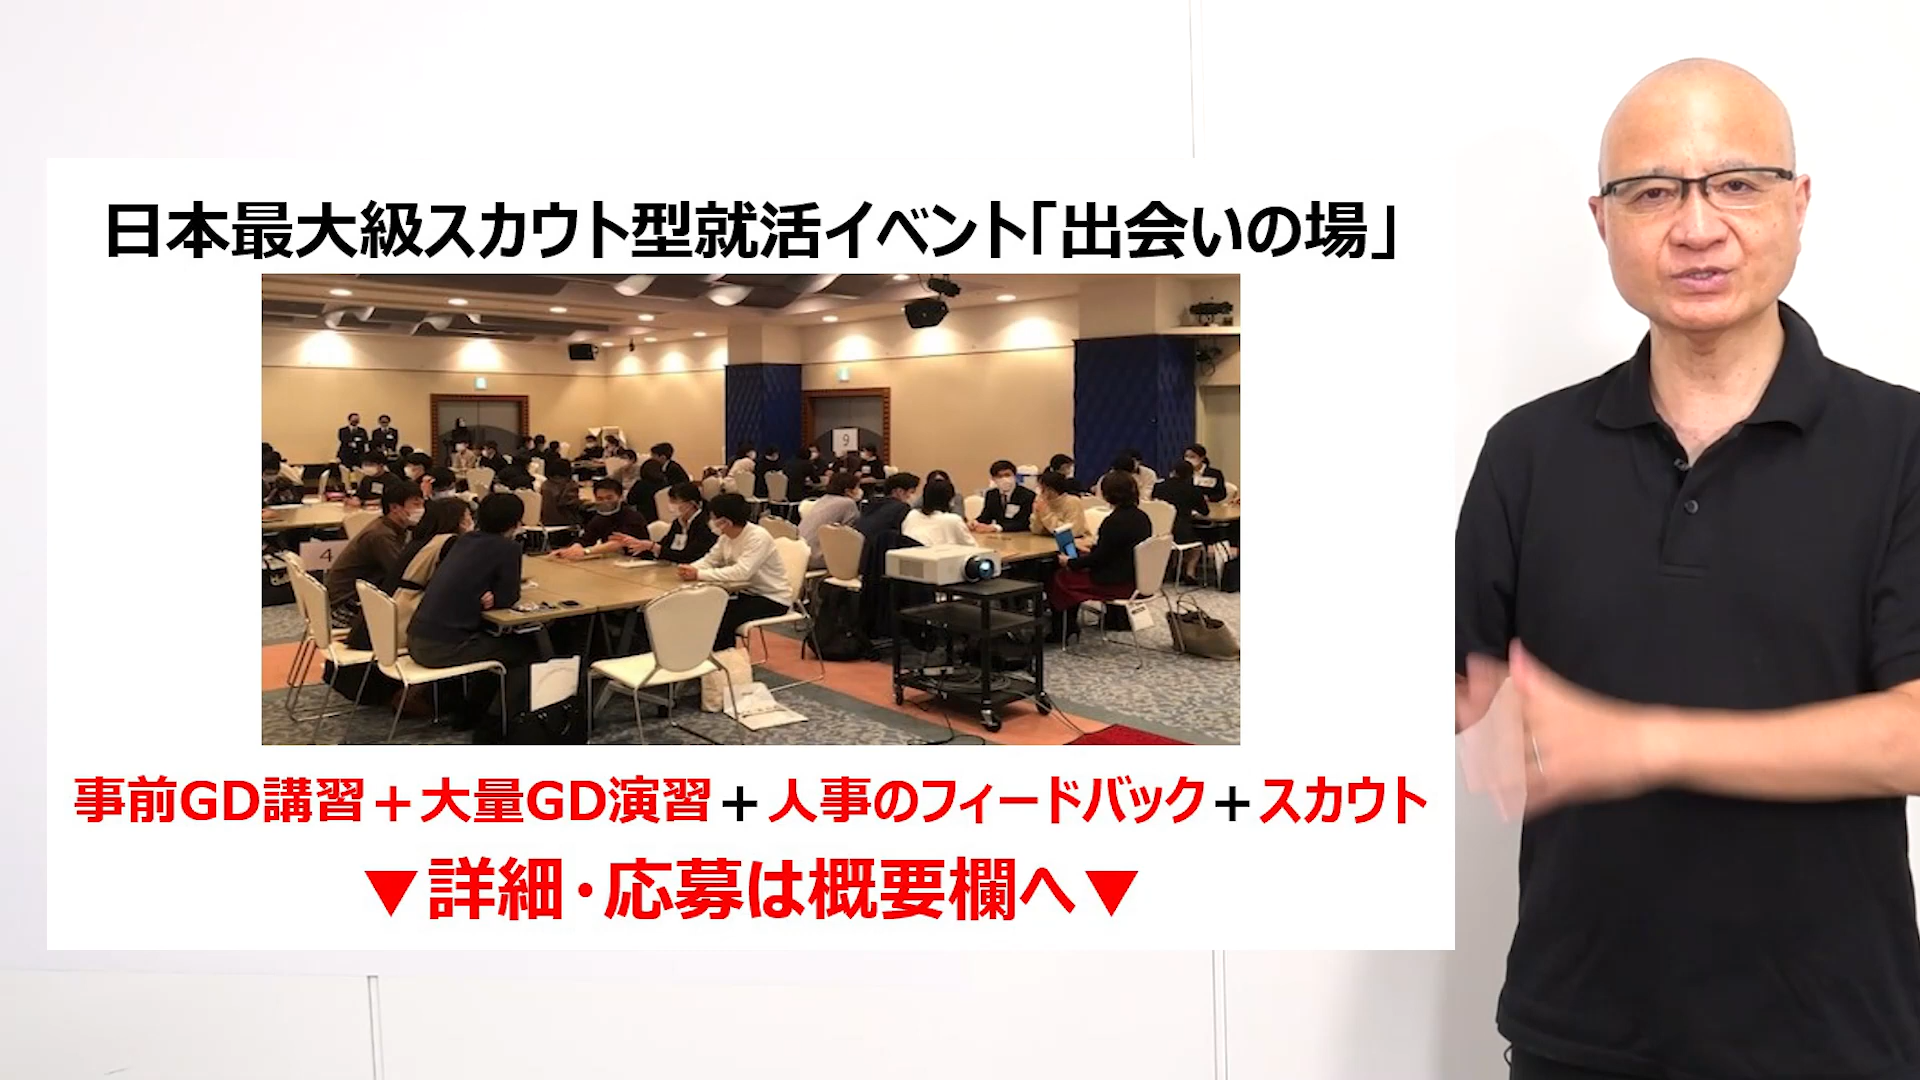 日本最大級スカウト型就活イベント「出会いの場」
9
4
事前GD講習＋大量GD演習＋人事のフィードバック＋スカウト
▼詳細・応募は概要欄へ▼